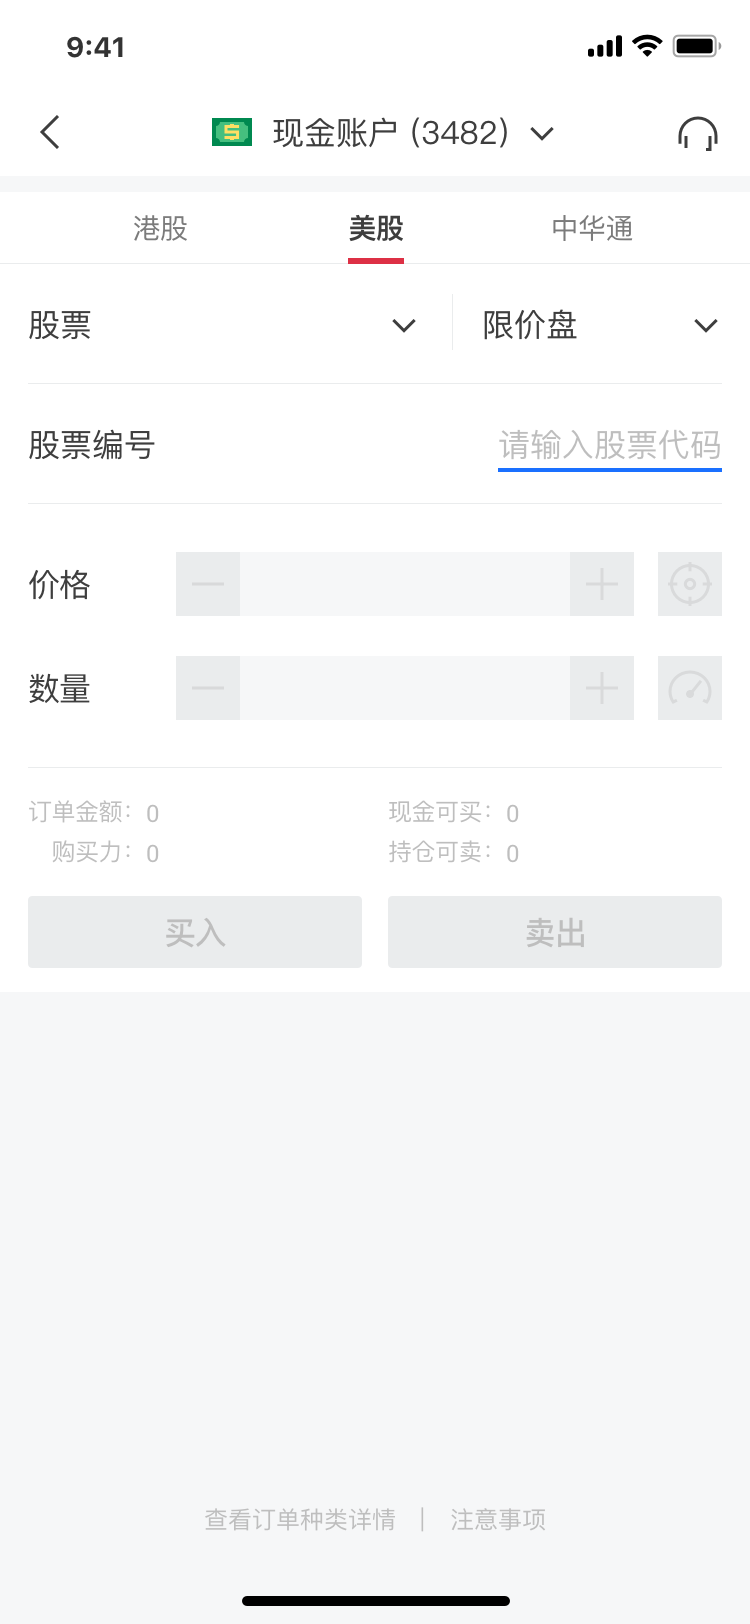 9:41
现金账户 (3482)
港股 美股 中华通
股票 限价盘
股票编号 请输入股票代码
价格
数量
订单金额：0 现金可买：0
购买力：0 持仓可卖：0
买入 卖出
查看订单种类详情 | 注意事项